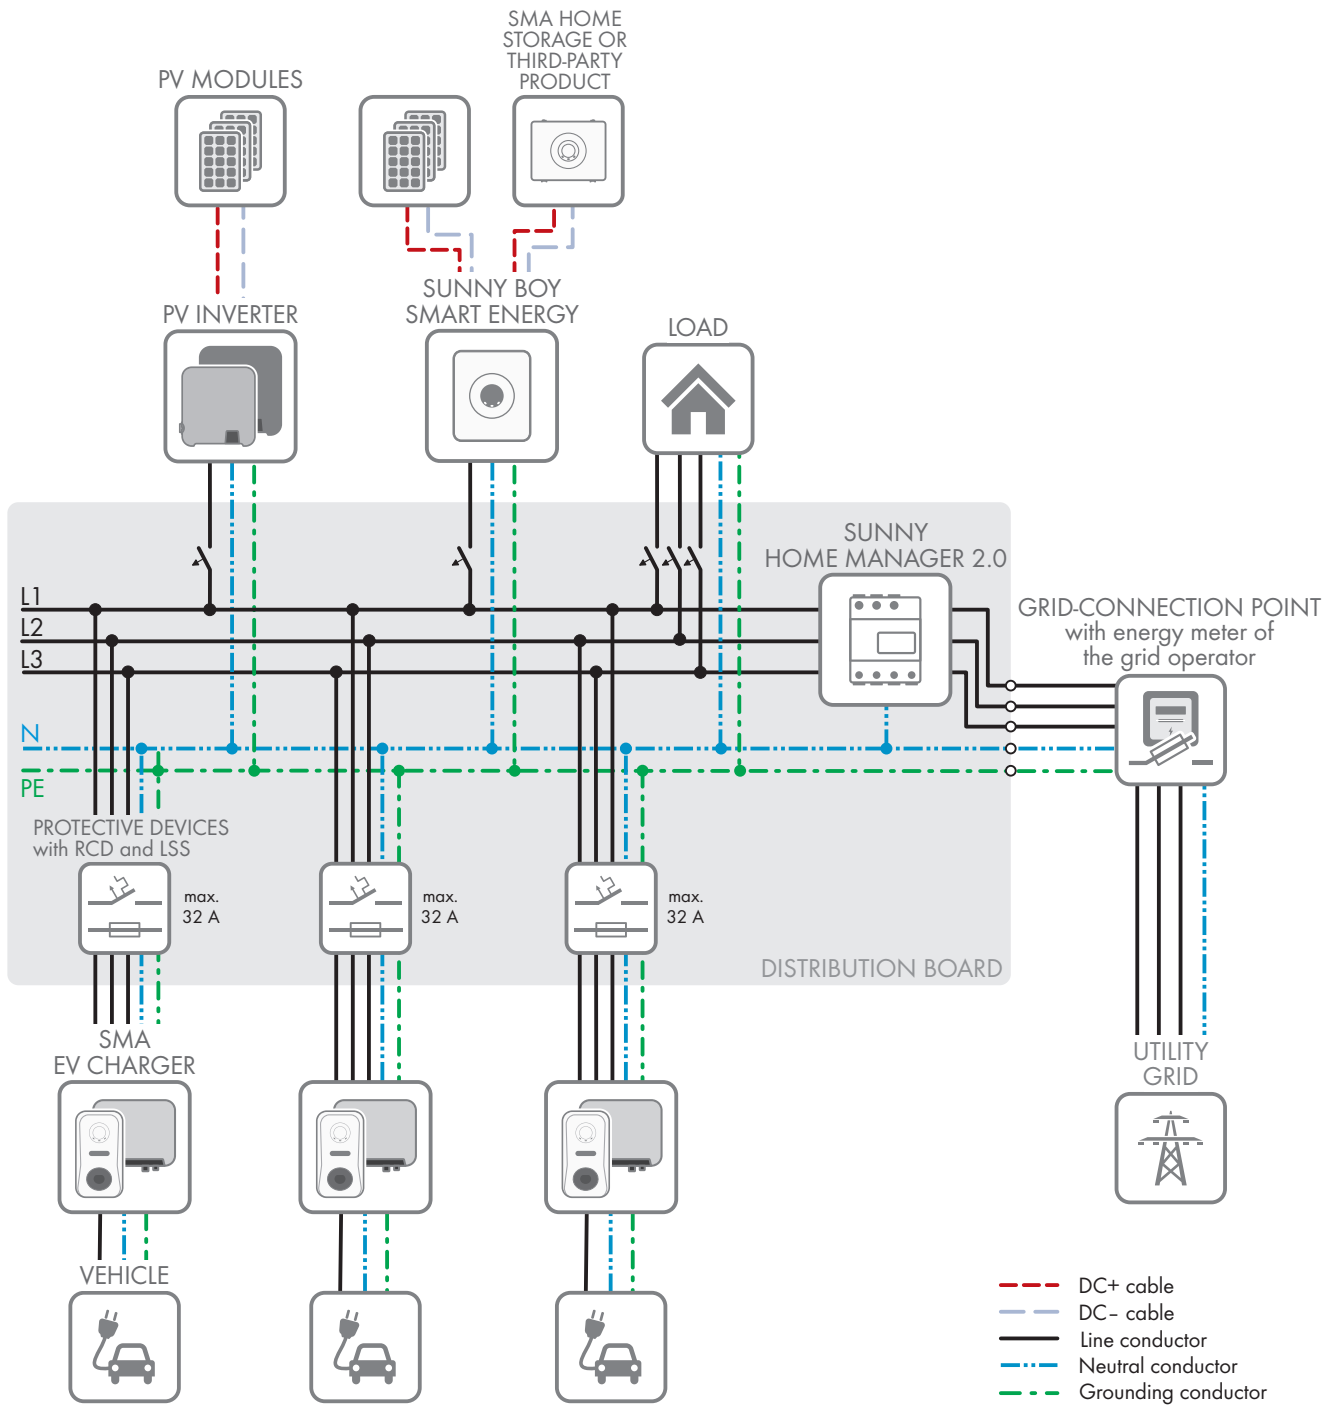 SMA HOME
STORAGE OR
THIRD-PARTY
PRODUCT
PV MODULES
SUNNY BOY
SMART ENERGY
PV INVERTER
LOAD
SUNNY
HOME MANAGER 2.0
L1
L2
L3
GRID-CONNECTION POINT
with energy meter of
the grid operator
N
PE
PROTECTIVE DEVICES
with RCD and LSS
max.
32 A
max.
32 A
max.
32 A
DISTRIBUTION BOARD
SMA
EV CHARGER
UTILITY
GRID
VEHICLE
DC+ cable
DC– cable
Line conductor
Neutral conductor
Grounding conductor